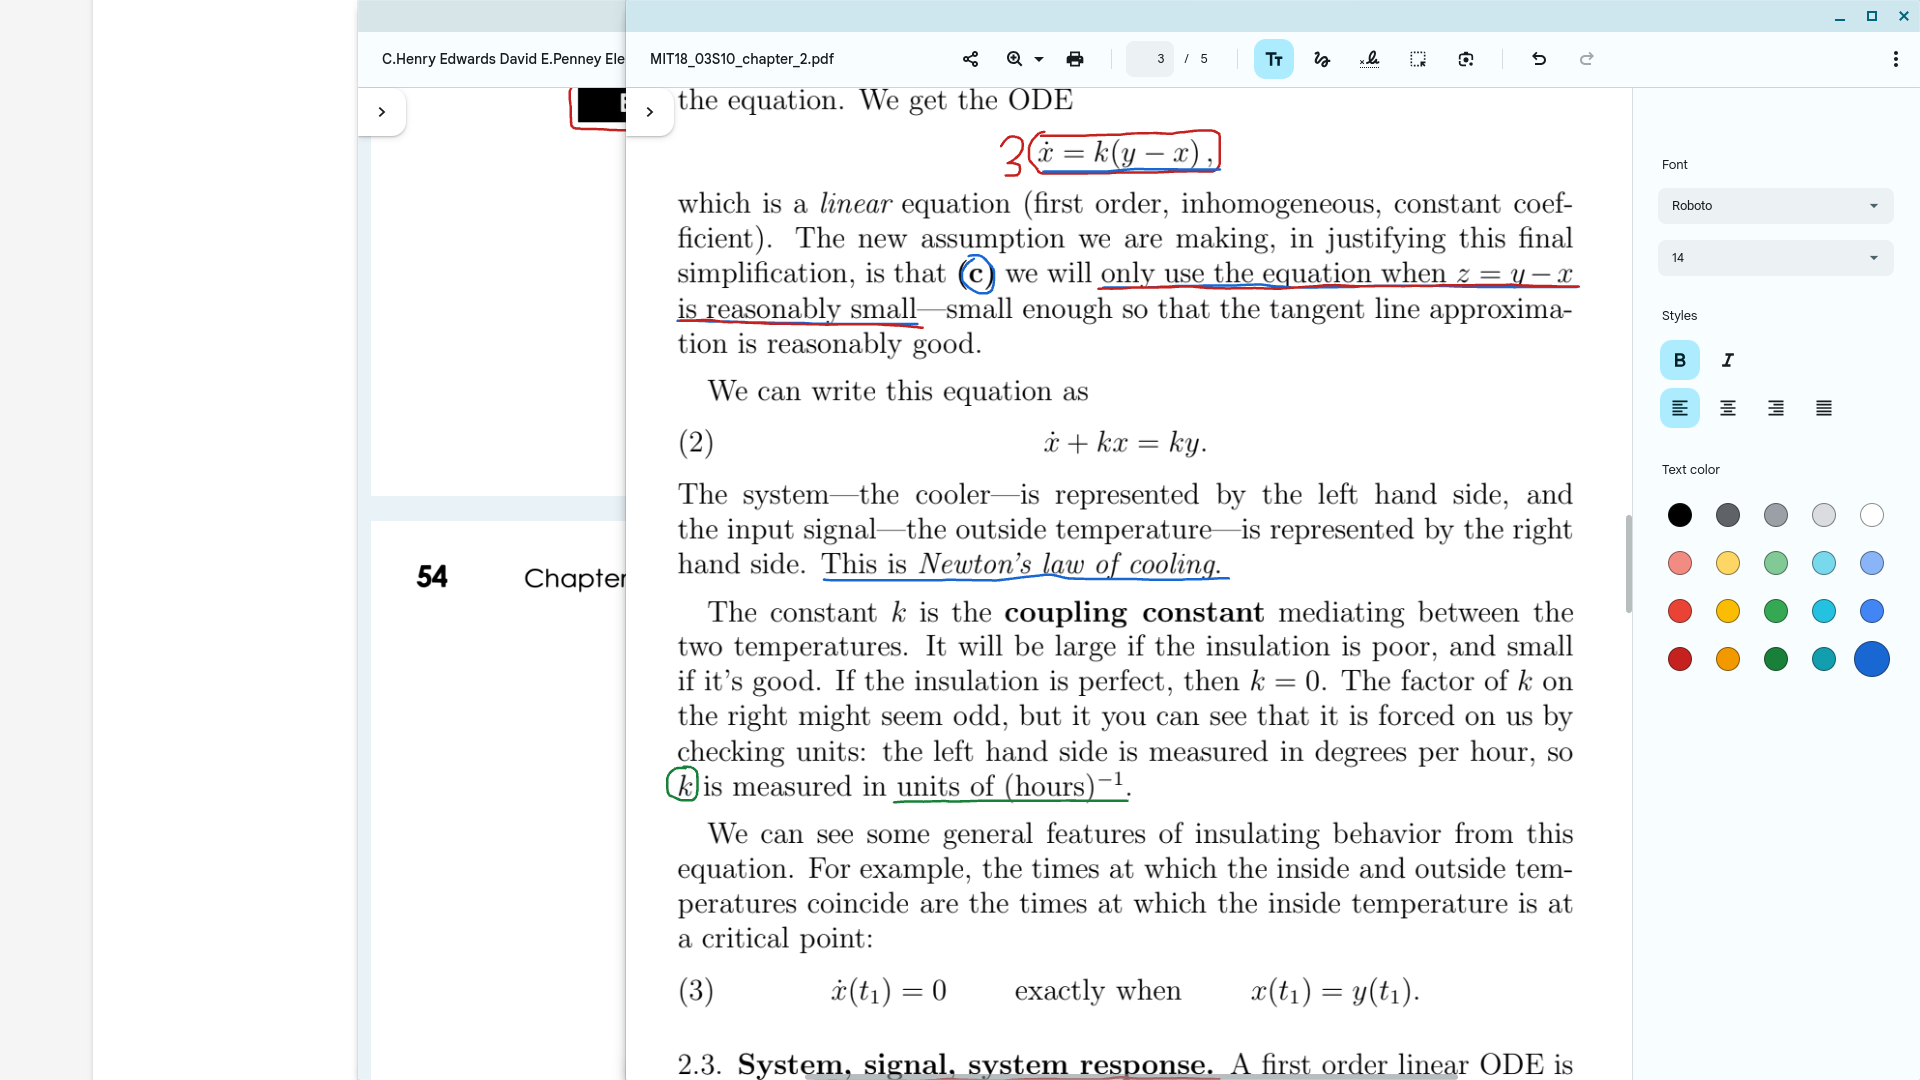 C.Henry Edwards David E.Penney Ele
MIT18_03S10_chapter_2.pdf
3 / 5
the equation. We get the ODE
3 ẋ = k(y − x) ,
which is a linear equation (first order, inhomogeneous, constant coef-
ficient). The new assumption we are making, in justifying this final
simplification, is that (c) we will only use the equation when z = y − x
is reasonably small—small enough so that the tangent line approxima-
tion is reasonably good.
We can write this equation as
(2) ẋ + kx = ky.
The system—the cooler—is represented by the left hand side, and
the input signal—the outside temperature—is represented by the right
hand side. This is Newton's law of cooling.
The constant k is the coupling constant mediating between the
two temperatures. It will be large if the insulation is poor, and small
if it's good. If the insulation is perfect, then k = 0. The factor of k on
the right might seem odd, but it you can see that it is forced on us by
checking units: the left hand side is measured in degrees per hour, so
k is measured in units of (hours)⁻¹.
We can see some general features of insulating behavior from this
equation. For example, the times at which the inside and outside tem-
peratures coincide are the times at which the inside temperature is at
a critical point:
(3) ẋ(t₁) = 0 exactly when x(t₁) = y(t₁).
2.3. System, signal, system response. A first order linear ODE is
54 Chapter
Font
Roboto
14
Styles
B I
Text color